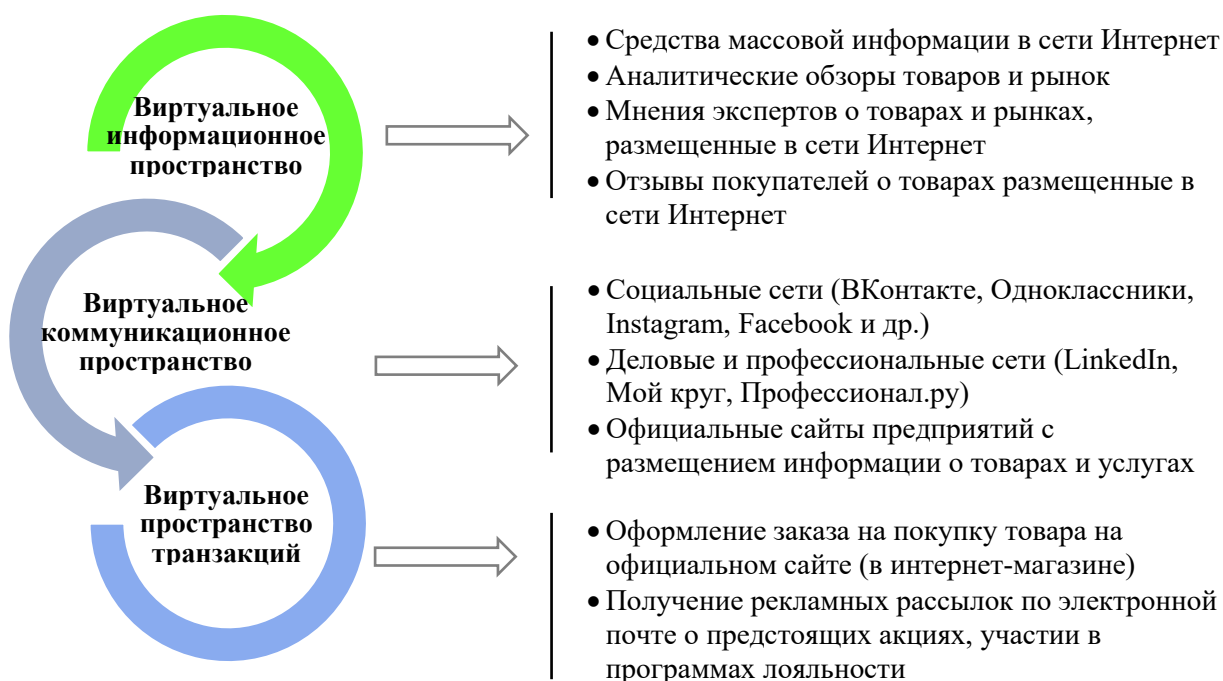 Виртуальное
информационное
пространство
• Средства массовой информации в сети Интернет
• Аналитические обзоры товаров и рынок
• Мнения экспертов о товарах и рынках,
размещенные в сети Интернет
• Отзывы покупателей о товарах размещенные в
сети Интернет
Виртуальное
коммуникационное
пространство
• Социальные сети (ВКонтакте, Одноклассники,
Instagram, Facebook и др.)
• Деловые и профессиональные сети (LinkedIn,
Мой круг, Профессионал.ру)
• Официальные сайты предприятий с
размещением информации о товарах и услугах
Виртуальное
пространство
транзакций
• Оформление заказа на покупку товара на
официальном сайте (в интернет-магазине)
• Получение рекламных рассылок по электронной
почте о предстоящих акциях, участии в
программах лояльности